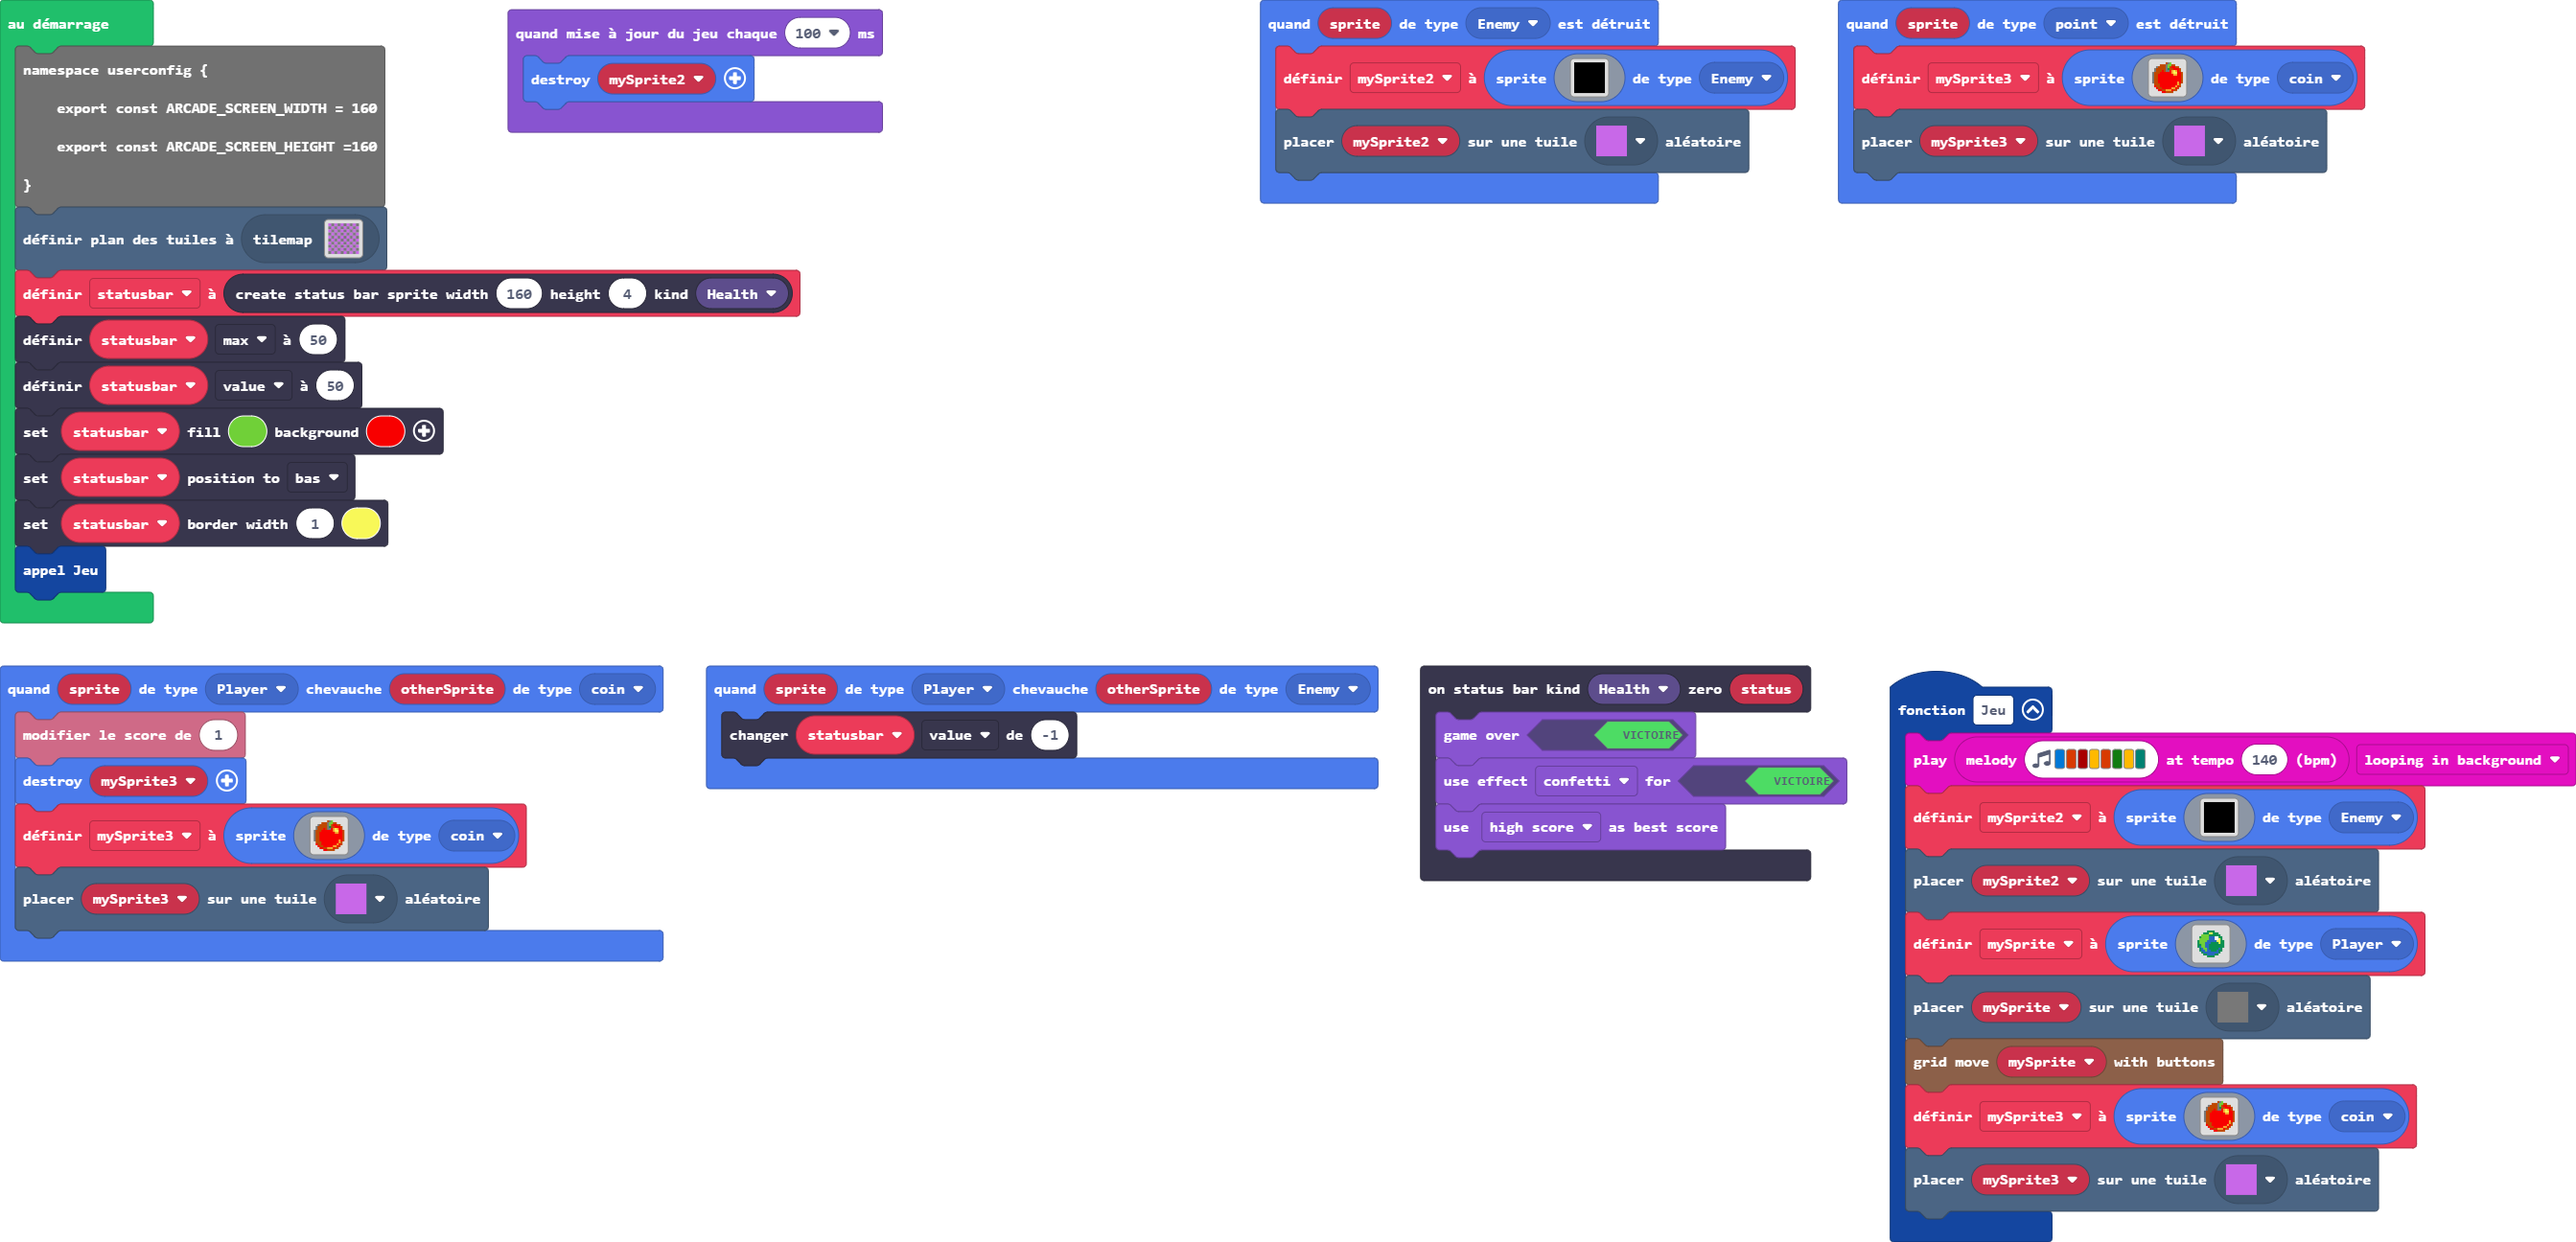 au démarrage
namespace userconfig {
export const ARCADE_SCREEN_WIDTH = 160
export const ARCADE_SCREEN_HEIGHT =160
}
définir plan des tuiles à tilemap
définir statusbar à create status bar sprite width 160 height 4 kind Health
définir statusbar max à 50
définir statusbar value à 50
set statusbar fill background
set statusbar position to bas
set statusbar border width 1
appel Jeu
quand mise à jour du jeu chaque 100 ms
destroy mySprite2
quand sprite de type Enemy est détruit
définir mySprite2 à sprite de type Enemy
placer mySprite2 sur une tuile aléatoire
quand sprite de type point est détruit
définir mySprite3 à sprite de type coin
placer mySprite3 sur une tuile aléatoire
quand sprite de type Player chevauche otherSprite de type coin
modifier le score de 1
destroy mySprite3
définir mySprite3 à sprite de type coin
placer mySprite3 sur une tuile aléatoire
quand sprite de type Player chevauche otherSprite de type Enemy
changer statusbar value de -1
on status bar kind Health zero status
game over VICTOIRE
use effect confetti for VICTOIRE
use high score as best score
fonction Jeu
play melody at tempo 140 (bpm) looping in background
définir mySprite2 à sprite de type Enemy
placer mySprite2 sur une tuile aléatoire
définir mySprite à sprite de type Player
placer mySprite sur une tuile aléatoire
grid move mySprite with buttons
définir mySprite3 à sprite de type coin
placer mySprite3 sur une tuile aléatoire